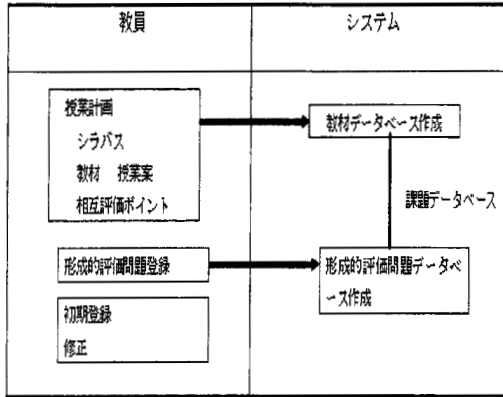 教員
システム
授業計画
シラバス
教材 授業案
相互評価ポイント
教材データベース作成
課題データベース
形成的評価問題登録
形成的評価問題データベ
ース作成
初期登録
修正